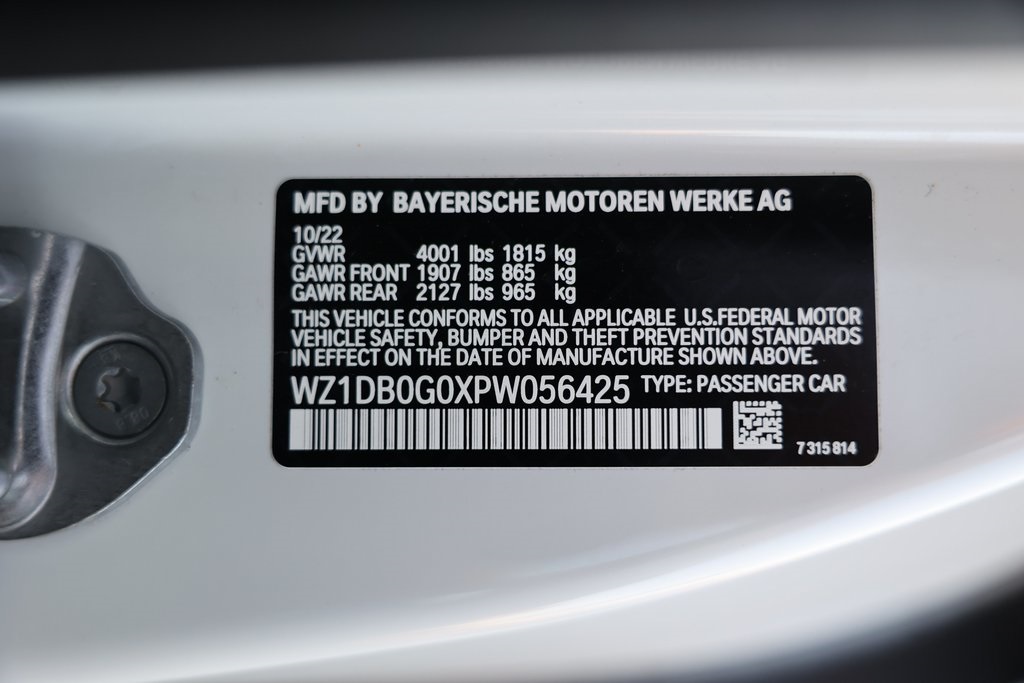 MFD BY BAYERISCHE MOTOREN WERKE AG
10/22
GVWR 4001 lbs 1815 kg
GAWR FRONT 1907 lbs 865 kg
GAWR REAR 2127 lbs 965 kg
THIS VEHICLE CONFORMS TO ALL APPLICABLE U.S.FEDERAL MOTOR
VEHICLE SAFETY, BUMPER AND THEFT PREVENTION STANDARDS
IN EFFECT ON THE DATE OF MANUFACTURE SHOWN ABOVE.
WZ1DB0G0XPW056425 TYPE: PASSENGER CAR
7 315 814